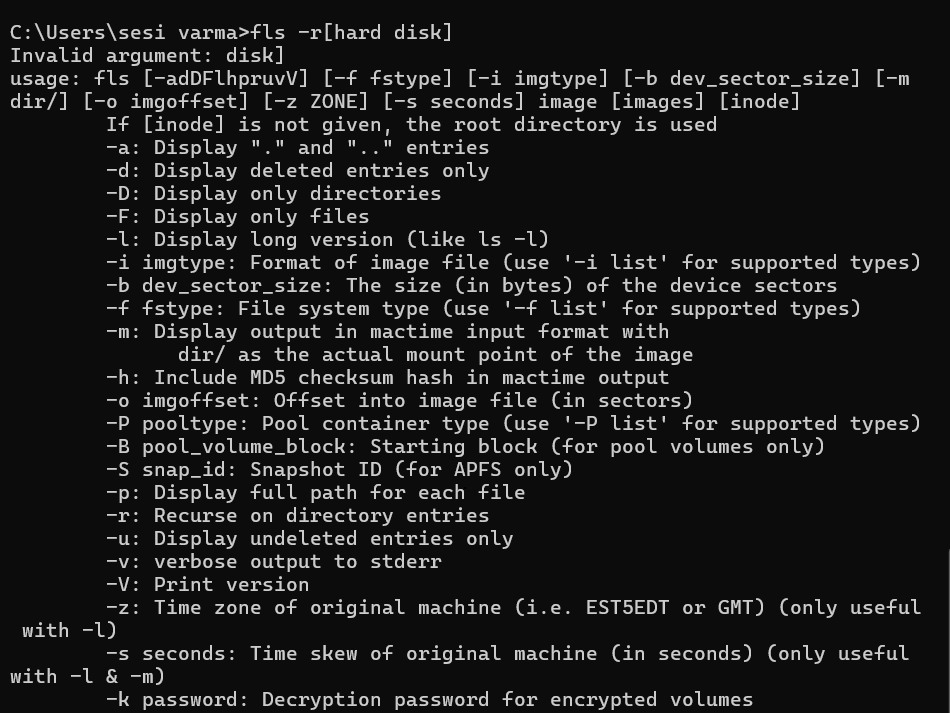 C:\Users\sesi varma>fls -r[hard disk]
Invalid argument: disk]
usage: fls [-adDFlhpruvV] [-f fstype] [-i imgtype] [-b dev_sector_size] [-m
dir/] [-o imgoffset] [-z ZONE] [-s seconds] image [images] [inode]
        If [inode] is not given, the root directory is used
        -a: Display "." and ".." entries
        -d: Display deleted entries only
        -D: Display only directories
        -F: Display only files
        -l: Display long version (like ls -l)
        -i imgtype: Format of image file (use '-i list' for supported types)
        -b dev_sector_size: The size (in bytes) of the device sectors
        -f fstype: File system type (use '-f list' for supported types)
        -m: Display output in mactime input format with
              dir/ as the actual mount point of the image
        -h: Include MD5 checksum hash in mactime output
        -o imgoffset: Offset into image file (in sectors)
        -P pooltype: Pool container type (use '-P list' for supported types)
        -B pool_volume_block: Starting block (for pool volumes only)
        -S snap_id: Snapshot ID (for APFS only)
        -p: Display full path for each file
        -r: Recurse on directory entries
        -u: Display undeleted entries only
        -v: verbose output to stderr
        -V: Print version
        -z: Time zone of original machine (i.e. EST5EDT or GMT) (only useful
 with -l)
        -s seconds: Time skew of original machine (in seconds) (only useful
with -l & -m)
        -k password: Decryption password for encrypted volumes